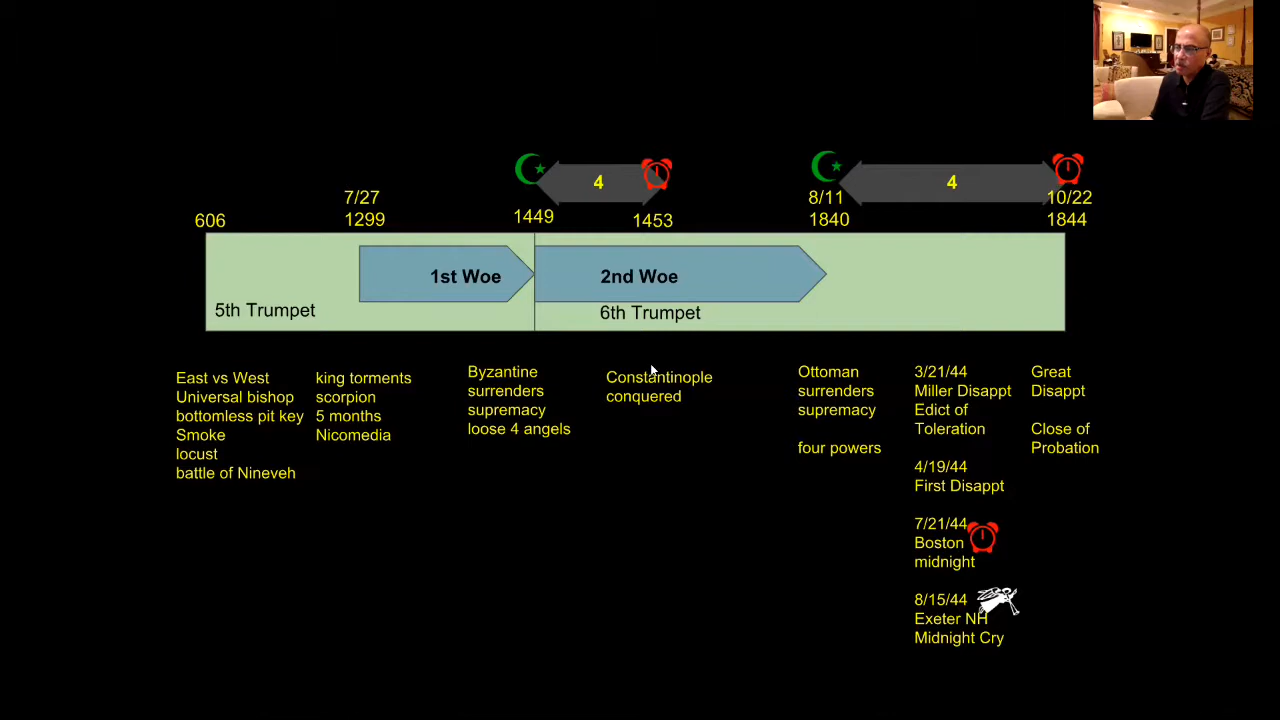 4
4
7/27
1299
8/11
1840
10/22
1844
606
1449
1453
1st Woe
2nd Woe
5th Trumpet
6th Trumpet
East vs West
Universal bishop
bottomless pit key
Smoke
locust
battle of Nineveh
king torments
scorpion
5 months
Nicomedia
Byzantine
surrenders
supremacy
loose 4 angels
Constantinople
conquered
Ottoman
surrenders
supremacy
four powers
3/21/44
Miller Disappt
Edict of
Toleration
4/19/44
First Disappt
7/21/44
Boston
midnight
8/15/44
Exeter NH
Midnight Cry
Great
Disappt
Close of
Probation